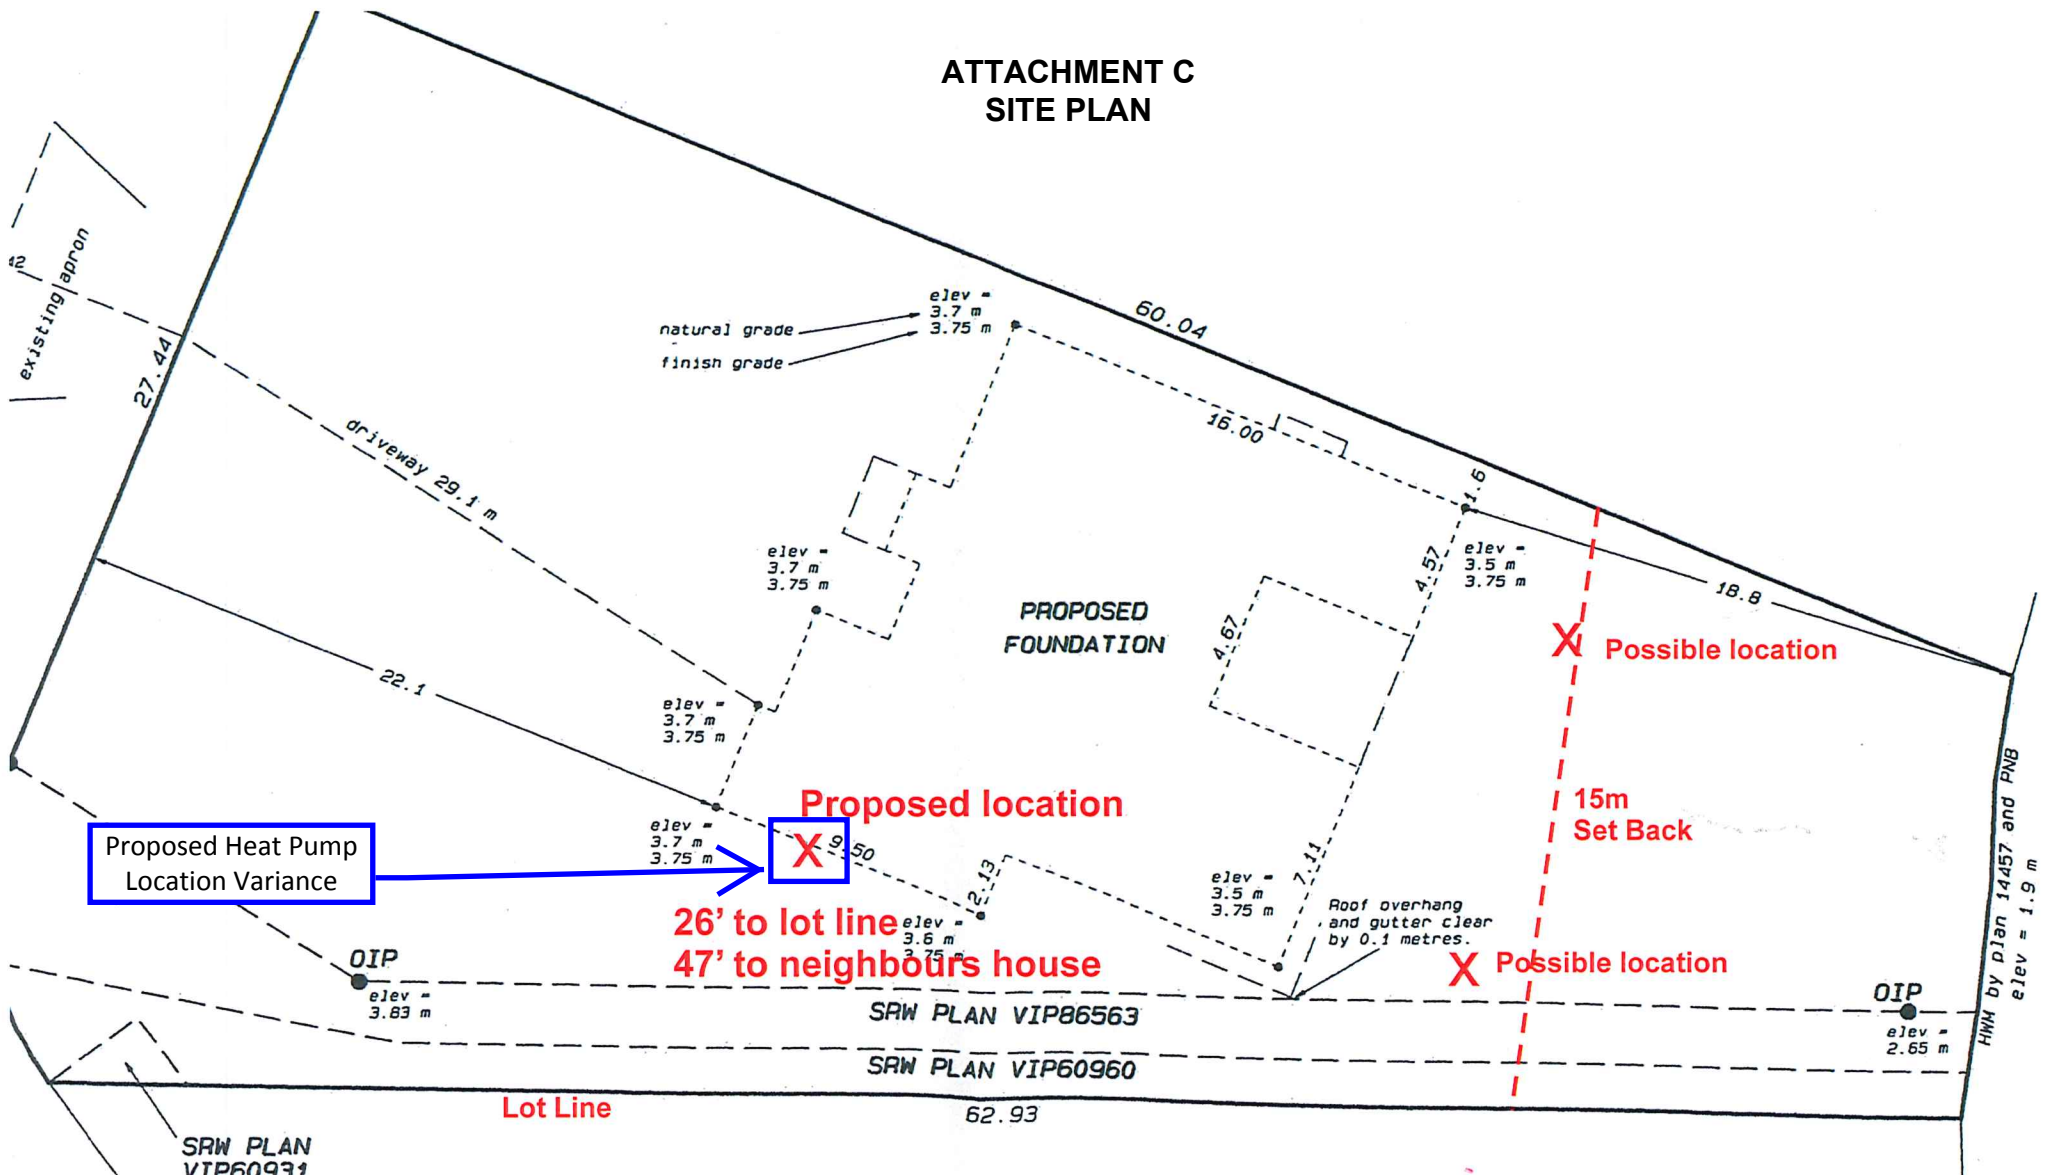 ATTACHMENT C
SITE PLAN
existing apron
42
27.44
natural grade
finish grade
elev =
3.7 m
3.75 m
60.04
16.00
1.6
driveway 29.1 m
elev =
3.7 m
3.75 m
PROPOSED
FOUNDATION
4.57
4.67
elev =
3.5 m
3.75 m
18.8
X Possible location
22.1
elev =
3.7 m
3.75 m
Proposed location
15m
Set Back
Proposed Heat Pump
Location Variance
elev =
3.7 m
3.75 m
X
9.50
2.13
7.11
elev =
3.5 m
3.75 m
Roof overhang
and gutter clear
by 0.1 metres.
26' to lot line
elev =
3.6 m
3.75 m
47' to neighbours house
X Possible location
HWM by plan 14457 and PNB
elev = 1.9 m
OIP
elev =
3.83 m
OIP
elev =
2.65 m
SRW PLAN VIP86563
SRW PLAN VIP60960
Lot Line
62.93
SRW PLAN
VIP60931